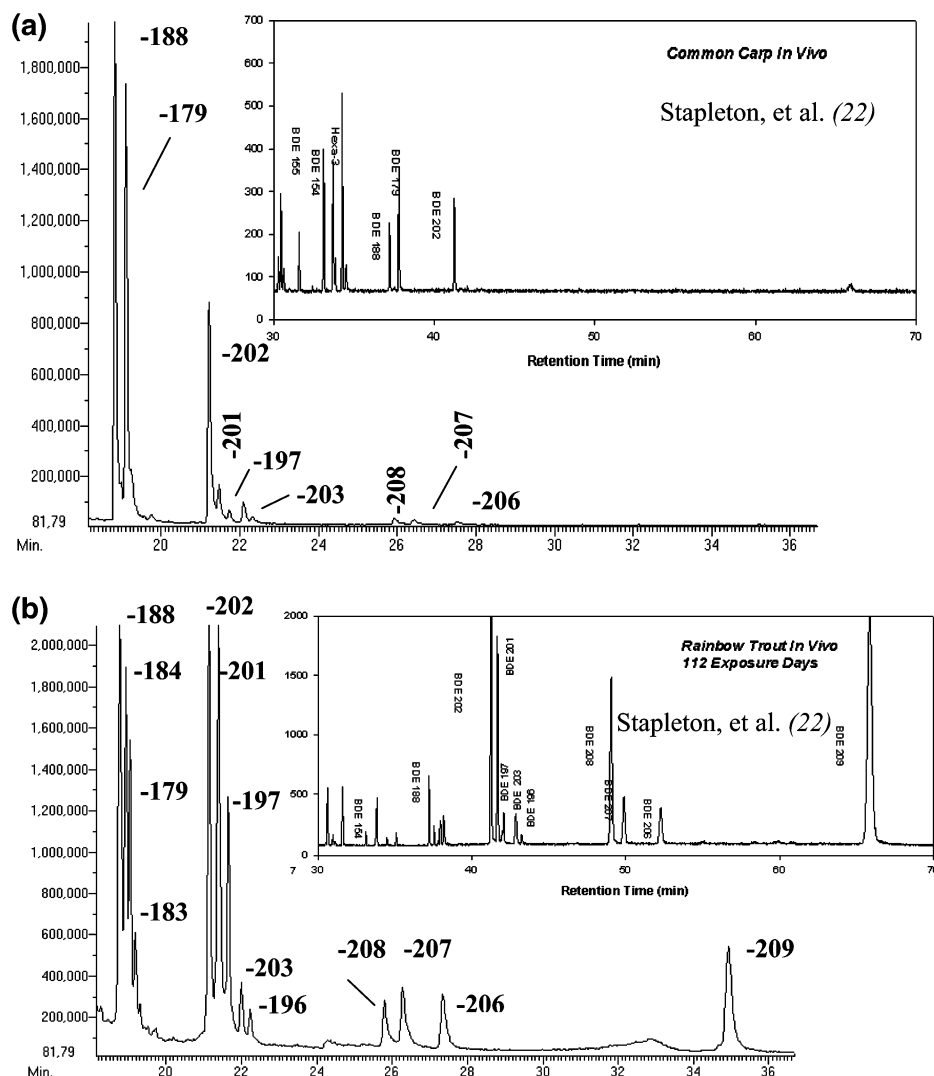 (a)
-188
-179
-202
-201
-197
-203
-208
-207
-206
1,800,000
1,600,000
1,400,000
1,200,000
1,000,000
800,000
600,000
400,000
200,000
81,79
Min.
20 22 24 26 28 30 32 34 36
700
600
500
400
300
200
100
0
Common Carp In Vivo
Stapleton, et al. (22)
BDE 155
BDE 154
Hexa-3
BDE 188
BDE 179
BDE 202
30 40 50 60 70
Retention Time (min)
(b)
-188
-184
-179
-183
-202
-201
-197
-203
-196
-208
-207
-206
-209
2,000,000
1,800,000
1,600,000
1,400,000
1,200,000
1,000,000
800,000
600,000
400,000
200,000
81,79
Min.
20 22 24 26 28 30 32 34 36
2000
1500
1000
500
0
Rainbow Trout In Vivo
112 Exposure Days
Stapleton, et al. (22)
BDE 154
BDE 188
BDE 202
BDE 201
BDE 197
BDE 203
BDE 196
BDE 208
BDE 207
BDE 206
BDE 209
7 30 40 50 60 70
Retention Time (min)